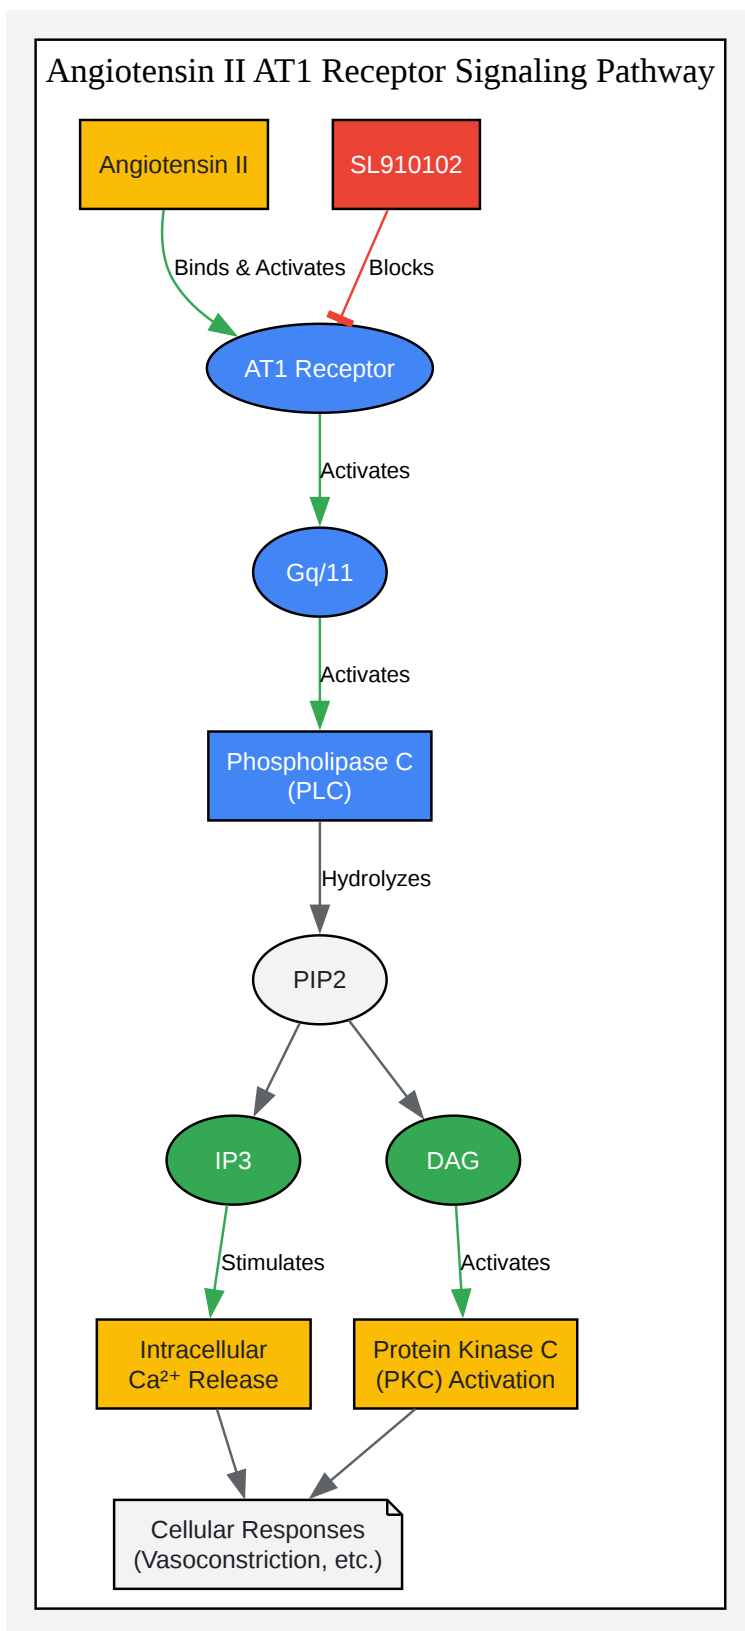 Angiotensin II AT1 Receptor Signaling Pathway
Angiotensin II
SL910102
Binds & Activates
Blocks
AT1 Receptor
Activates
Gq/11
Activates
Phospholipase C
(PLC)
Hydrolyzes
PIP2
IP3
DAG
Stimulates
Activates
Intracellular
Ca²⁺ Release
Protein Kinase C
(PKC) Activation
Cellular Responses
(Vasoconstriction, etc.)